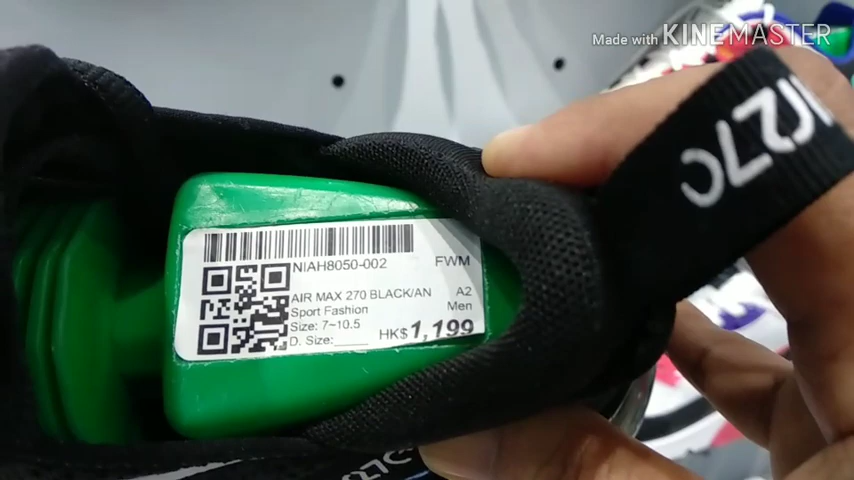 Made with KINEMASTER
NIAH8050-002 FWM
AIR MAX 270 BLACK/AN A2
Sport Fashion Men
Size: 7~10.5
D. Size:____ HK$1,199